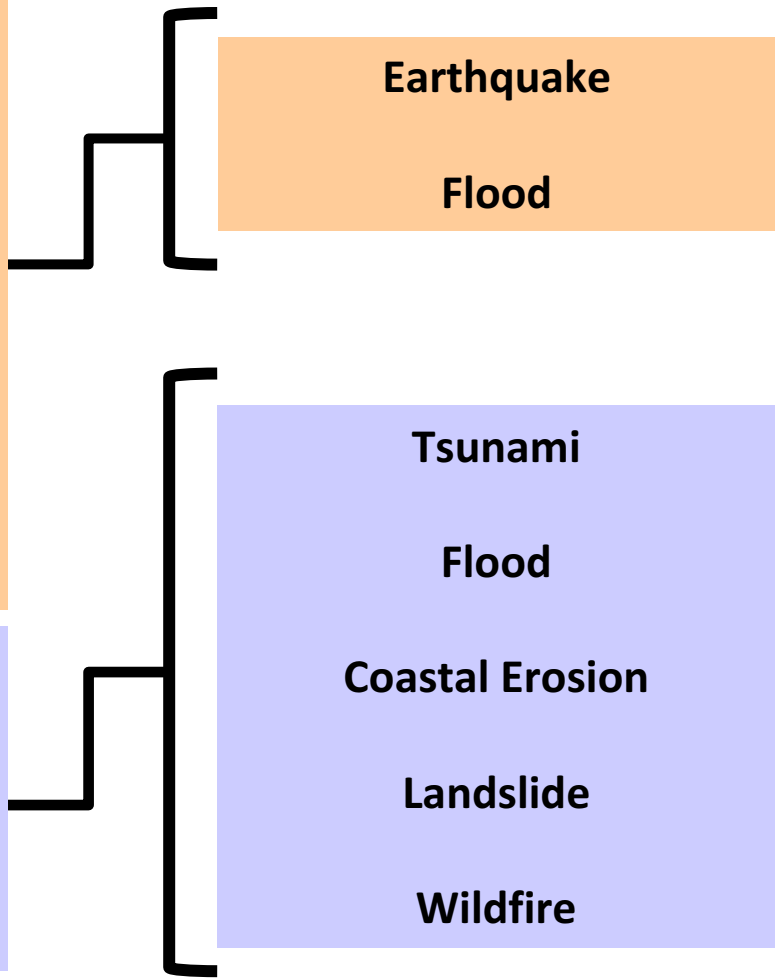 Earthquake
Flood
Tsunami
Flood
Coastal Erosion
Landslide
Wildfire